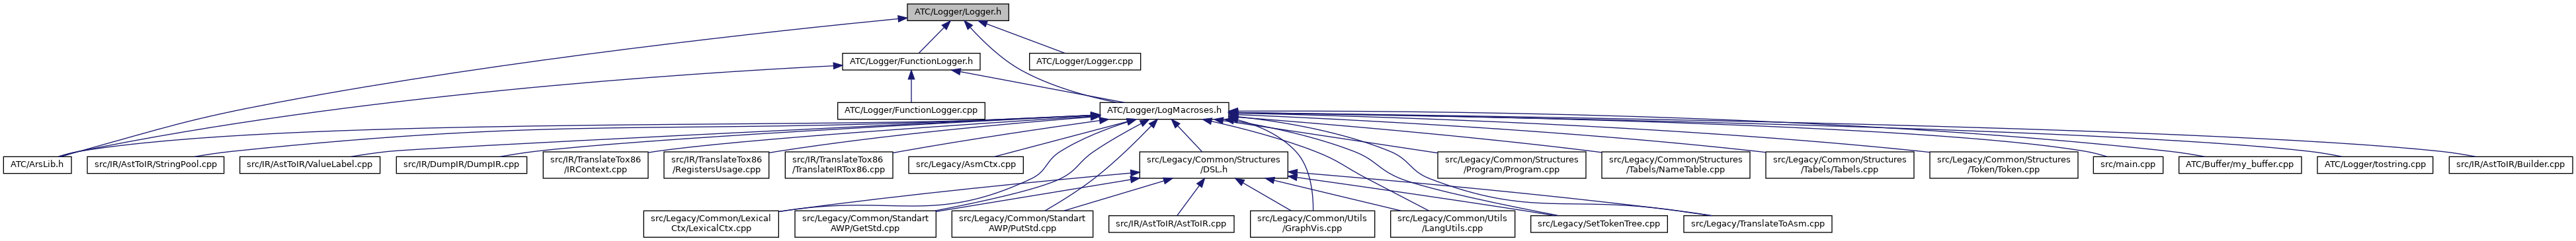 ATC/Logger/Logger.h
ATC/Logger/FunctionLogger.h
ATC/Logger/Logger.cpp
ATC/Logger/FunctionLogger.cpp
ATC/Logger/LogMacroses.h
ATC/ArsLib.h
src/IR/AstToIR/StringPool.cpp
src/IR/AstToIR/ValueLabel.cpp
src/IR/DumpIR/DumpIR.cpp
src/IR/TranslateTox86
/IRContext.cpp
src/IR/TranslateTox86
/RegistersUsage.cpp
src/IR/TranslateTox86
/TranslateIRTox86.cpp
src/Legacy/AsmCtx.cpp
src/Legacy/Common/Structures
/DSL.h
src/Legacy/Common/Structures
/Program/Program.cpp
src/Legacy/Common/Structures
/Tabels/NameTable.cpp
src/Legacy/Common/Structures
/Tabels/Tabels.cpp
src/Legacy/Common/Structures
/Token/Token.cpp
src/main.cpp
ATC/Buffer/my_buffer.cpp
ATC/Logger/tostring.cpp
src/IR/AstToIR/Builder.cpp
src/Legacy/Common/Lexical
Ctx/LexicalCtx.cpp
src/Legacy/Common/Standart
AWP/GetStd.cpp
src/Legacy/Common/Standart
AWP/PutStd.cpp
src/IR/AstToIR/AstToIR.cpp
src/Legacy/Common/Utils
/GraphVis.cpp
src/Legacy/Common/Utils
/LangUtils.cpp
src/Legacy/SetTokenTree.cpp
src/Legacy/TranslateToAsm.cpp